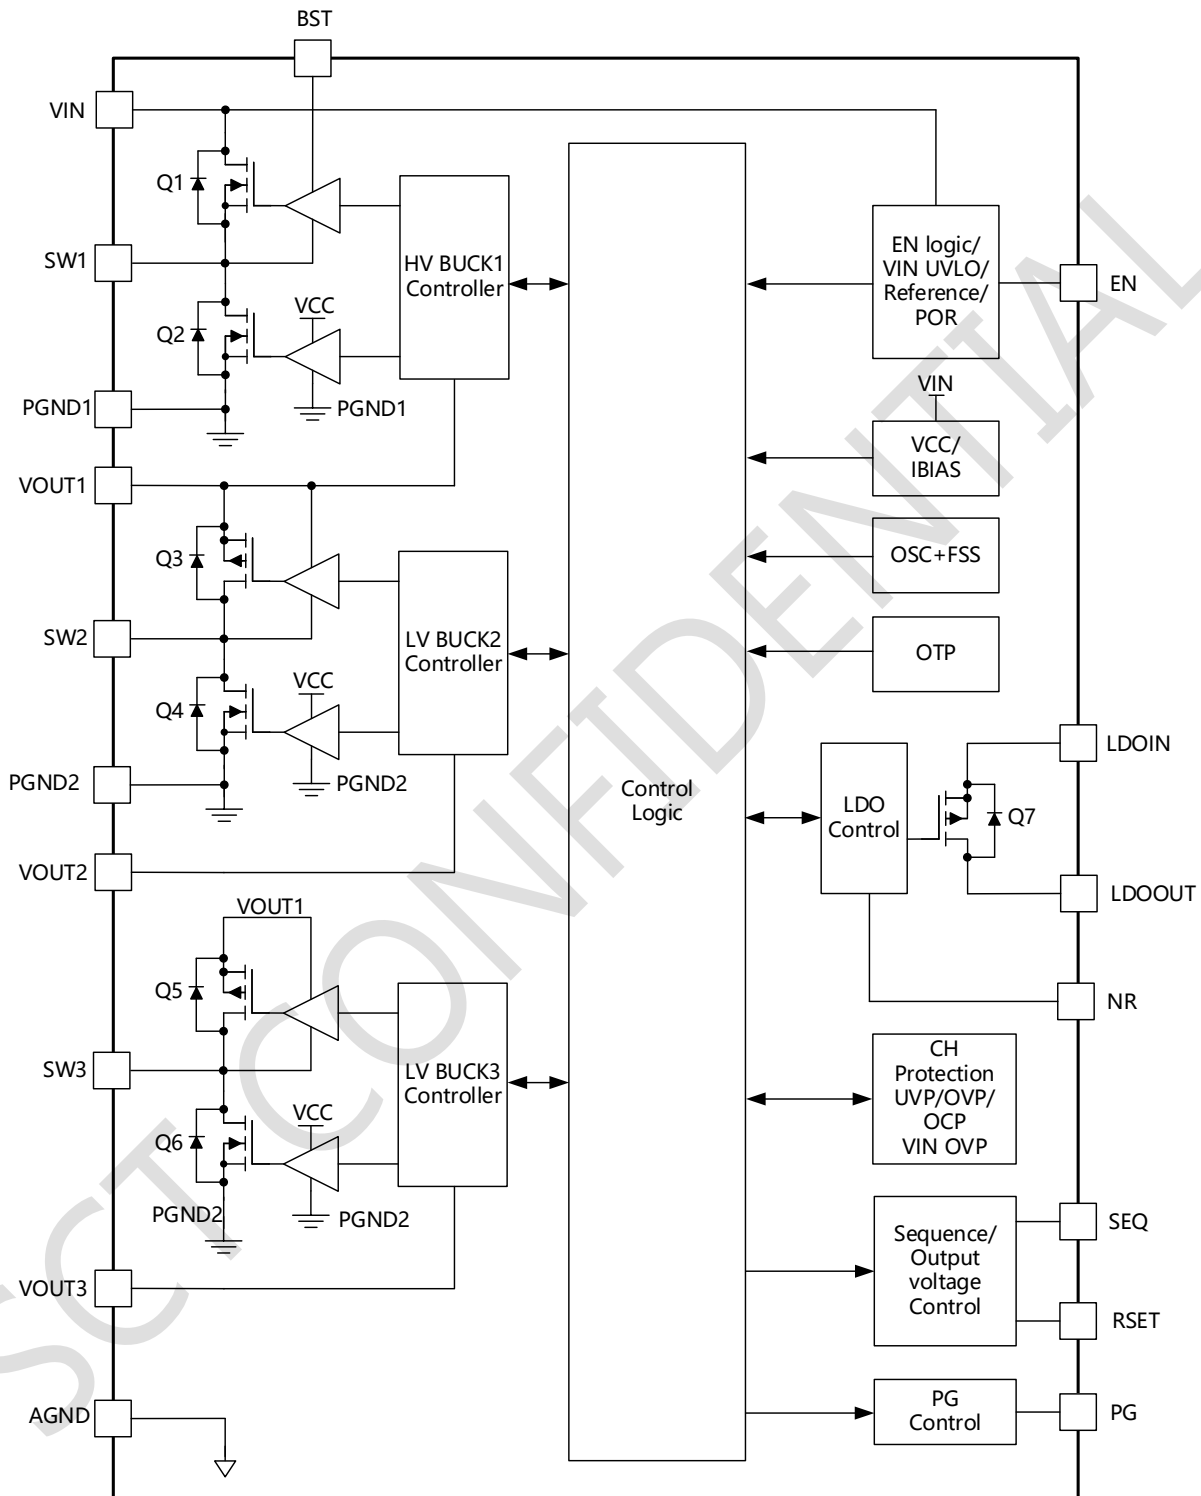 BST
VIN
Q1
SW1
HV BUCK1
Controller
EN logic/
VIN UVLO/
Reference/
POR
EN
VCC
Q2
PGND1
PGND1
VIN
VCC/
IBIAS
VOUT1
OSC+FSS
Q3
SW2
LV BUCK2
Controller
OTP
VCC
Q4
PGND2
PGND2
Control
Logic
LDOIN
LDO
Control
Q7
VOUT2
LDOOUT
VOUT1
Q5
NR
SW3
LV BUCK3
Controller
CH
Protection
UVP/OVP/
OCP
VIN OVP
VCC
Q6
PGND2
PGND2
Sequence/
Output
voltage
Control
SEQ
RSET
VOUT3
AGND
PG
Control
PG
SCT CONFIDENTIAL